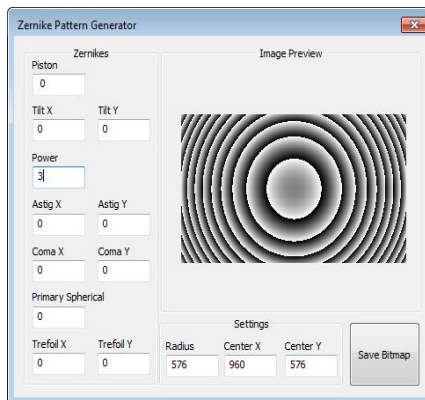 Zernike Pattern Generator
Zernikes
Piston
0
Tilt X Tilt Y
0 0
Power
3
Astig X Astig Y
0 0
Coma X Coma Y
0 0
Primary Spherical
0
Trefoil X Trefoil Y
0 0
Image Preview
Settings
Radius Center X Center Y
576 960 576
Save Bitmap